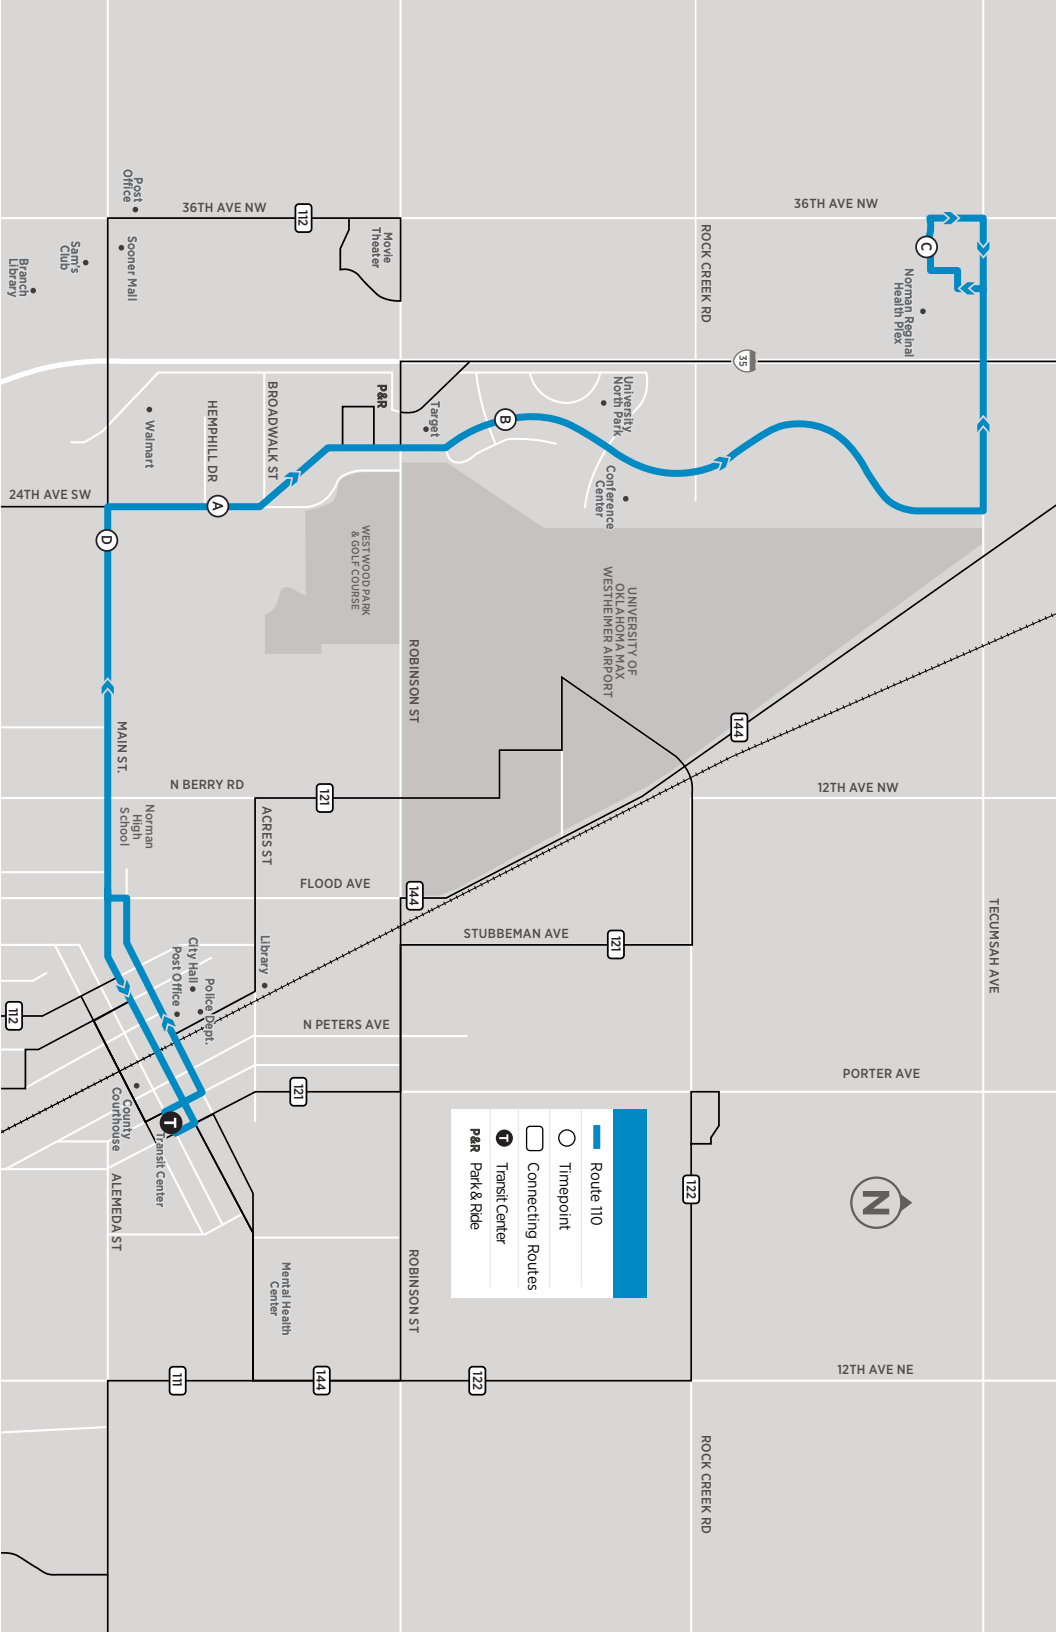 36TH AVE NW
36TH AVE NW
Post
Office
Sooner Mall
Sam's
Club
Branch
Library
112
Movie
Theater
ROCK CREEK RD
C
Norman Reginal
Health Plex
35
P&R
Target
BROADWALK ST
HEMPHILL DR
Walmart
B
University
North Park
Conference
Center
24TH AVE SW
A
D
WESTWOOD PARK
& GOLF COURSE
UNIVERSITY OF
OKLAHOMA MAX
WESTHEIMER AIRPORT
ROBINSON ST
144
MAIN ST.
N BERRY RD
121
12TH AVE NW
Norman
High
School
ACRES ST
FLOOD AVE
144
STUBBEMAN AVE
121
TECUMSAH AVE
Library
City Hall
Post Office
Police Dept.
112
N PETERS AVE
121
PORTER AVE
County
Courthouse
T
Transit Center
ALEMEDA ST
Route 110
Timepoint
Connecting Routes
T Transit Center
P&R Park & Ride
122
N
Mental Health
Center
ROBINSON ST
111
144
122
12TH AVE NE
ROCK CREEK RD